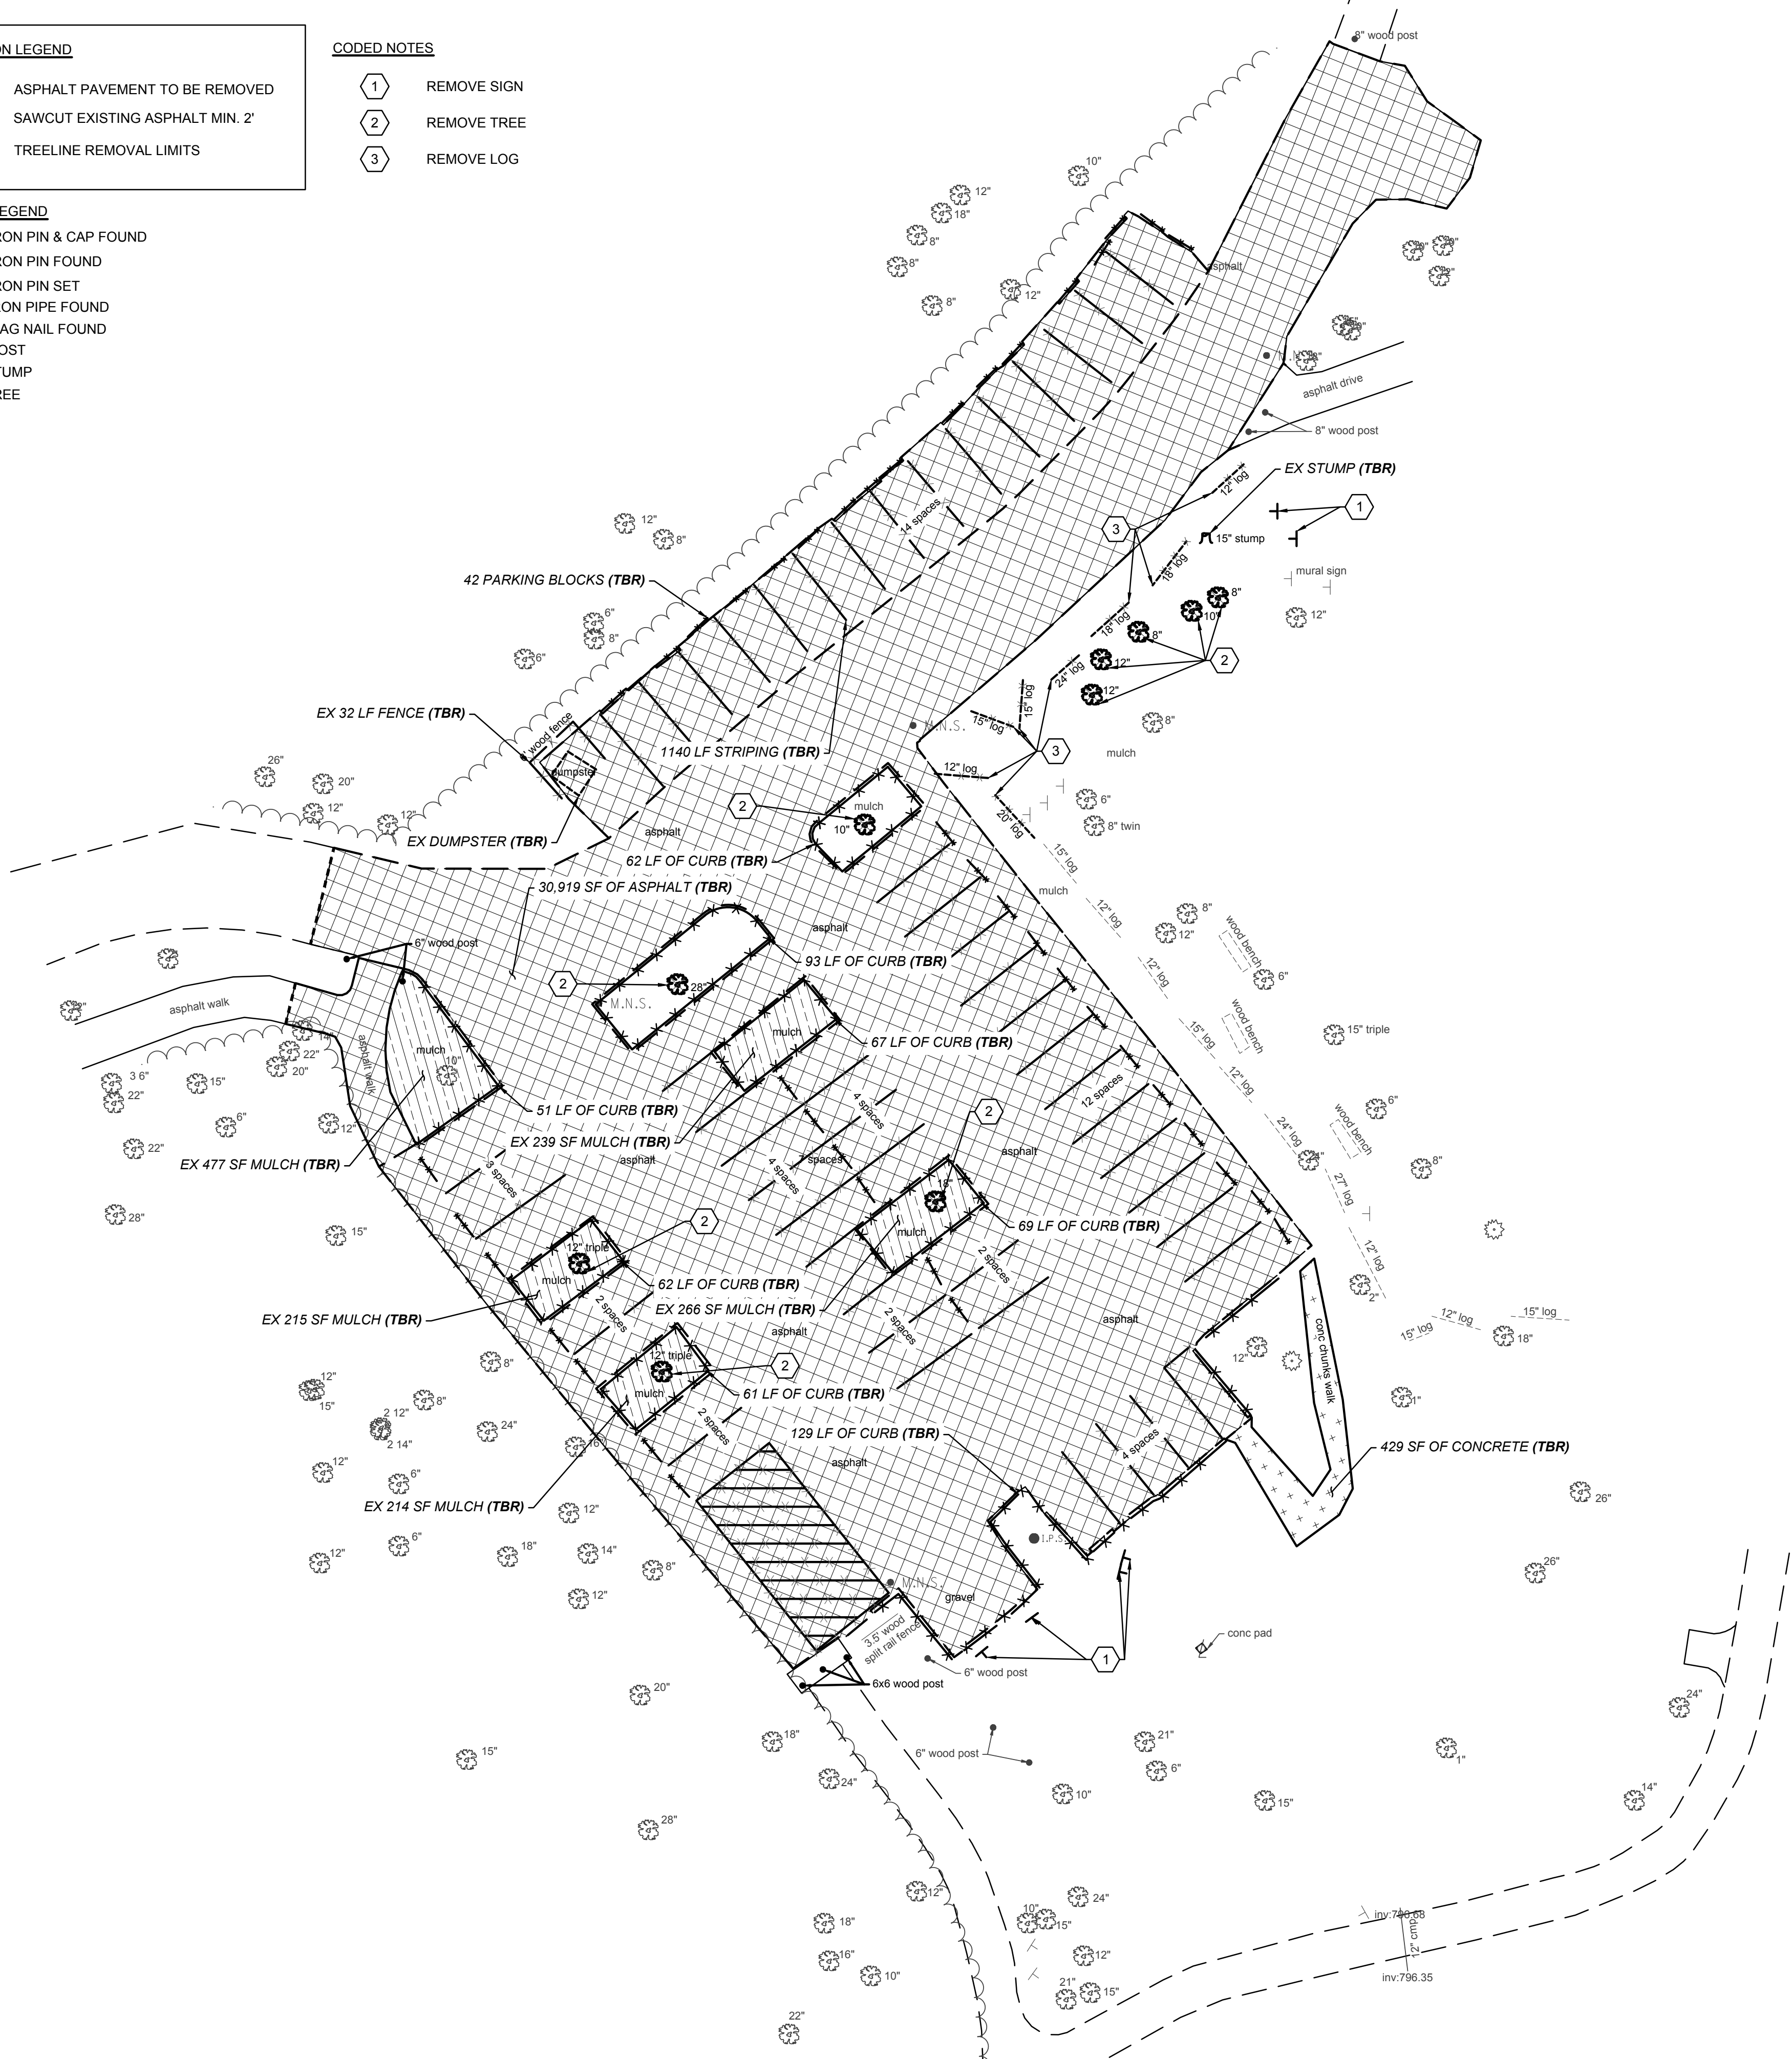 ON LEGEND
ASPHALT PAVEMENT TO BE REMOVED
SAWCUT EXISTING ASPHALT MIN. 2'
TREELINE REMOVAL LIMITS
CODED NOTES
1 REMOVE SIGN
2 REMOVE TREE
3 REMOVE LOG
EGEND
RON PIN & CAP FOUND
RON PIN FOUND
RON PIN SET
RON PIPE FOUND
AG NAIL FOUND
OST
TUMP
REE
8" wood post
10"
12"
18"
8"
8"
8"
12"
asphalt
asphalt drive
8" wood post
EX STUMP (TBR)
12" log
1
3
15" stump
18" log
14 spaces
12"
8"
42 PARKING BLOCKS (TBR)
mural sign
8"
10"
12"
18" log
8"
6"
8"
6"
12"
2
24" log
12"
15" log
15" log
8"
EX 32 LF FENCE (TBR)
wood fence
M.N.S.
1140 LF STRIPING (TBR)
3
mulch
12" log
dumpster
26"
20"
12"
12"
2
mulch
10"
6"
8" twin
20" log
EX DUMPSTER (TBR)
asphalt
62 LF OF CURB (TBR)
15" log
30,919 SF OF ASPHALT (TBR)
mulch
12" log
8"
12"
wood bench
asphalt
6" wood post
93 LF OF CURB (TBR)
12" log
6"
2
28"
M.N.S.
asphalt walk
15" log
wood bench
15" triple
mulch
67 LF OF CURB (TBR)
14"
22"
20"
asphalt walk
mulch
10"
3 6"
22"
15"
12" log
12 spaces
51 LF OF CURB (TBR)
4 spaces
2
6"
wood bench
6"
12"
22"
EX 239 SF MULCH (TBR)
24" log
asphalt
asphalt
EX 477 SF MULCH (TBR)
3 spaces
4 spaces
spaces
8"
27" log
18"
28"
15"
2
mulch
69 LF OF CURB (TBR)
12" triple
mulch
2 spaces
12" log
62 LF OF CURB (TBR)
2"
EX 266 SF MULCH (TBR)
EX 215 SF MULCH (TBR)
2 spaces
2 spaces
asphalt
asphalt
12" log
15" log
15" log
18"
conc chunks walk
12"
8"
12" triple
2
mulch
61 LF OF CURB (TBR)
12"
15"
8"
1"
2 12"
2 14"
24"
16"
2 spaces
129 LF OF CURB (TBR)
4 spaces
429 SF OF CONCRETE (TBR)
asphalt
12"
6"
26"
EX 214 SF MULCH (TBR)
12"
I.P.S.
6"
12"
18"
14"
8"
26"
M.N.S.
12"
gravel
3.5' wood
split rail fence
conc pad
1
6" wood post
6x6 wood post
20"
24"
18"
15"
6" wood post
21"
6"
1"
24"
10"
15"
14"
28"
12"
24"
18"
10"
15"
12"
16"
10"
12" cmp
inv:796.35
21"
15"
22"